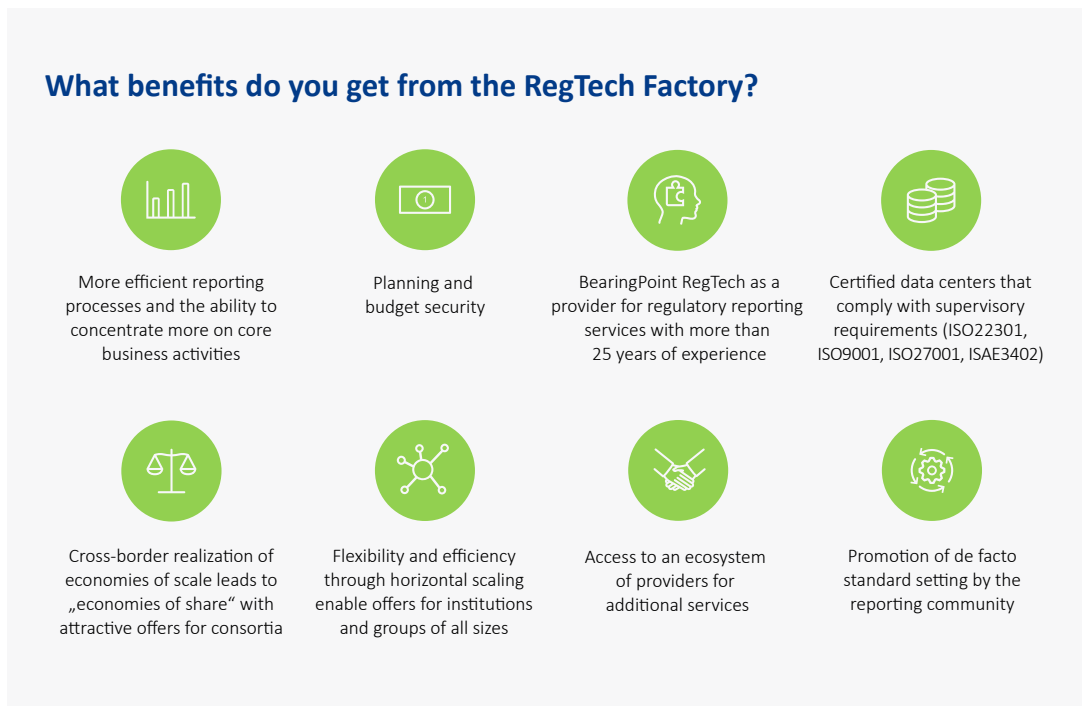 What benefits do you get from the RegTech Factory?
1
More efficient reporting
processes and the ability to
concentrate more on core
business activities
Planning and
budget security
BearingPoint RegTech as a
provider for regulatory reporting
services with more than
25 years of experience
Certified data centers that
comply with supervisory
requirements (ISO22301,
ISO9001, ISO27001, ISAE3402)
Cross-border realization of
economies of scale leads to
„economies of share“ with
attractive offers for consortia
Flexibility and efficiency
through horizontal scaling
enable offers for institutions
and groups of all sizes
Access to an ecosystem
of providers for
additional services
Promotion of de facto
standard setting by the
reporting community